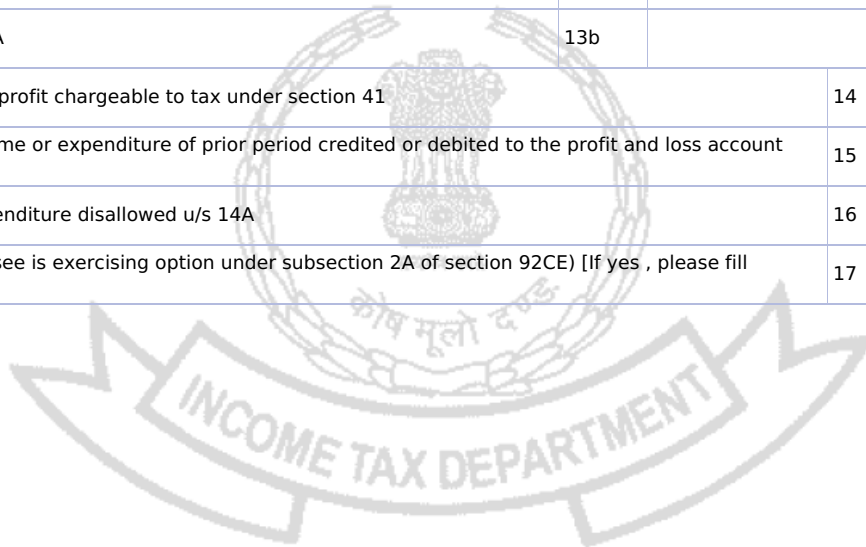 A
13b
profit chargeable to tax under section 41
14
me or expenditure of prior period credited or debited to the profit and loss account
15
enditure disallowed u/s 14A
16
see is exercising option under subsection 2A of section 92CE) [If yes , please fill
17
कोष मूलो दण्डः
INCOME TAX DEPARTMENT